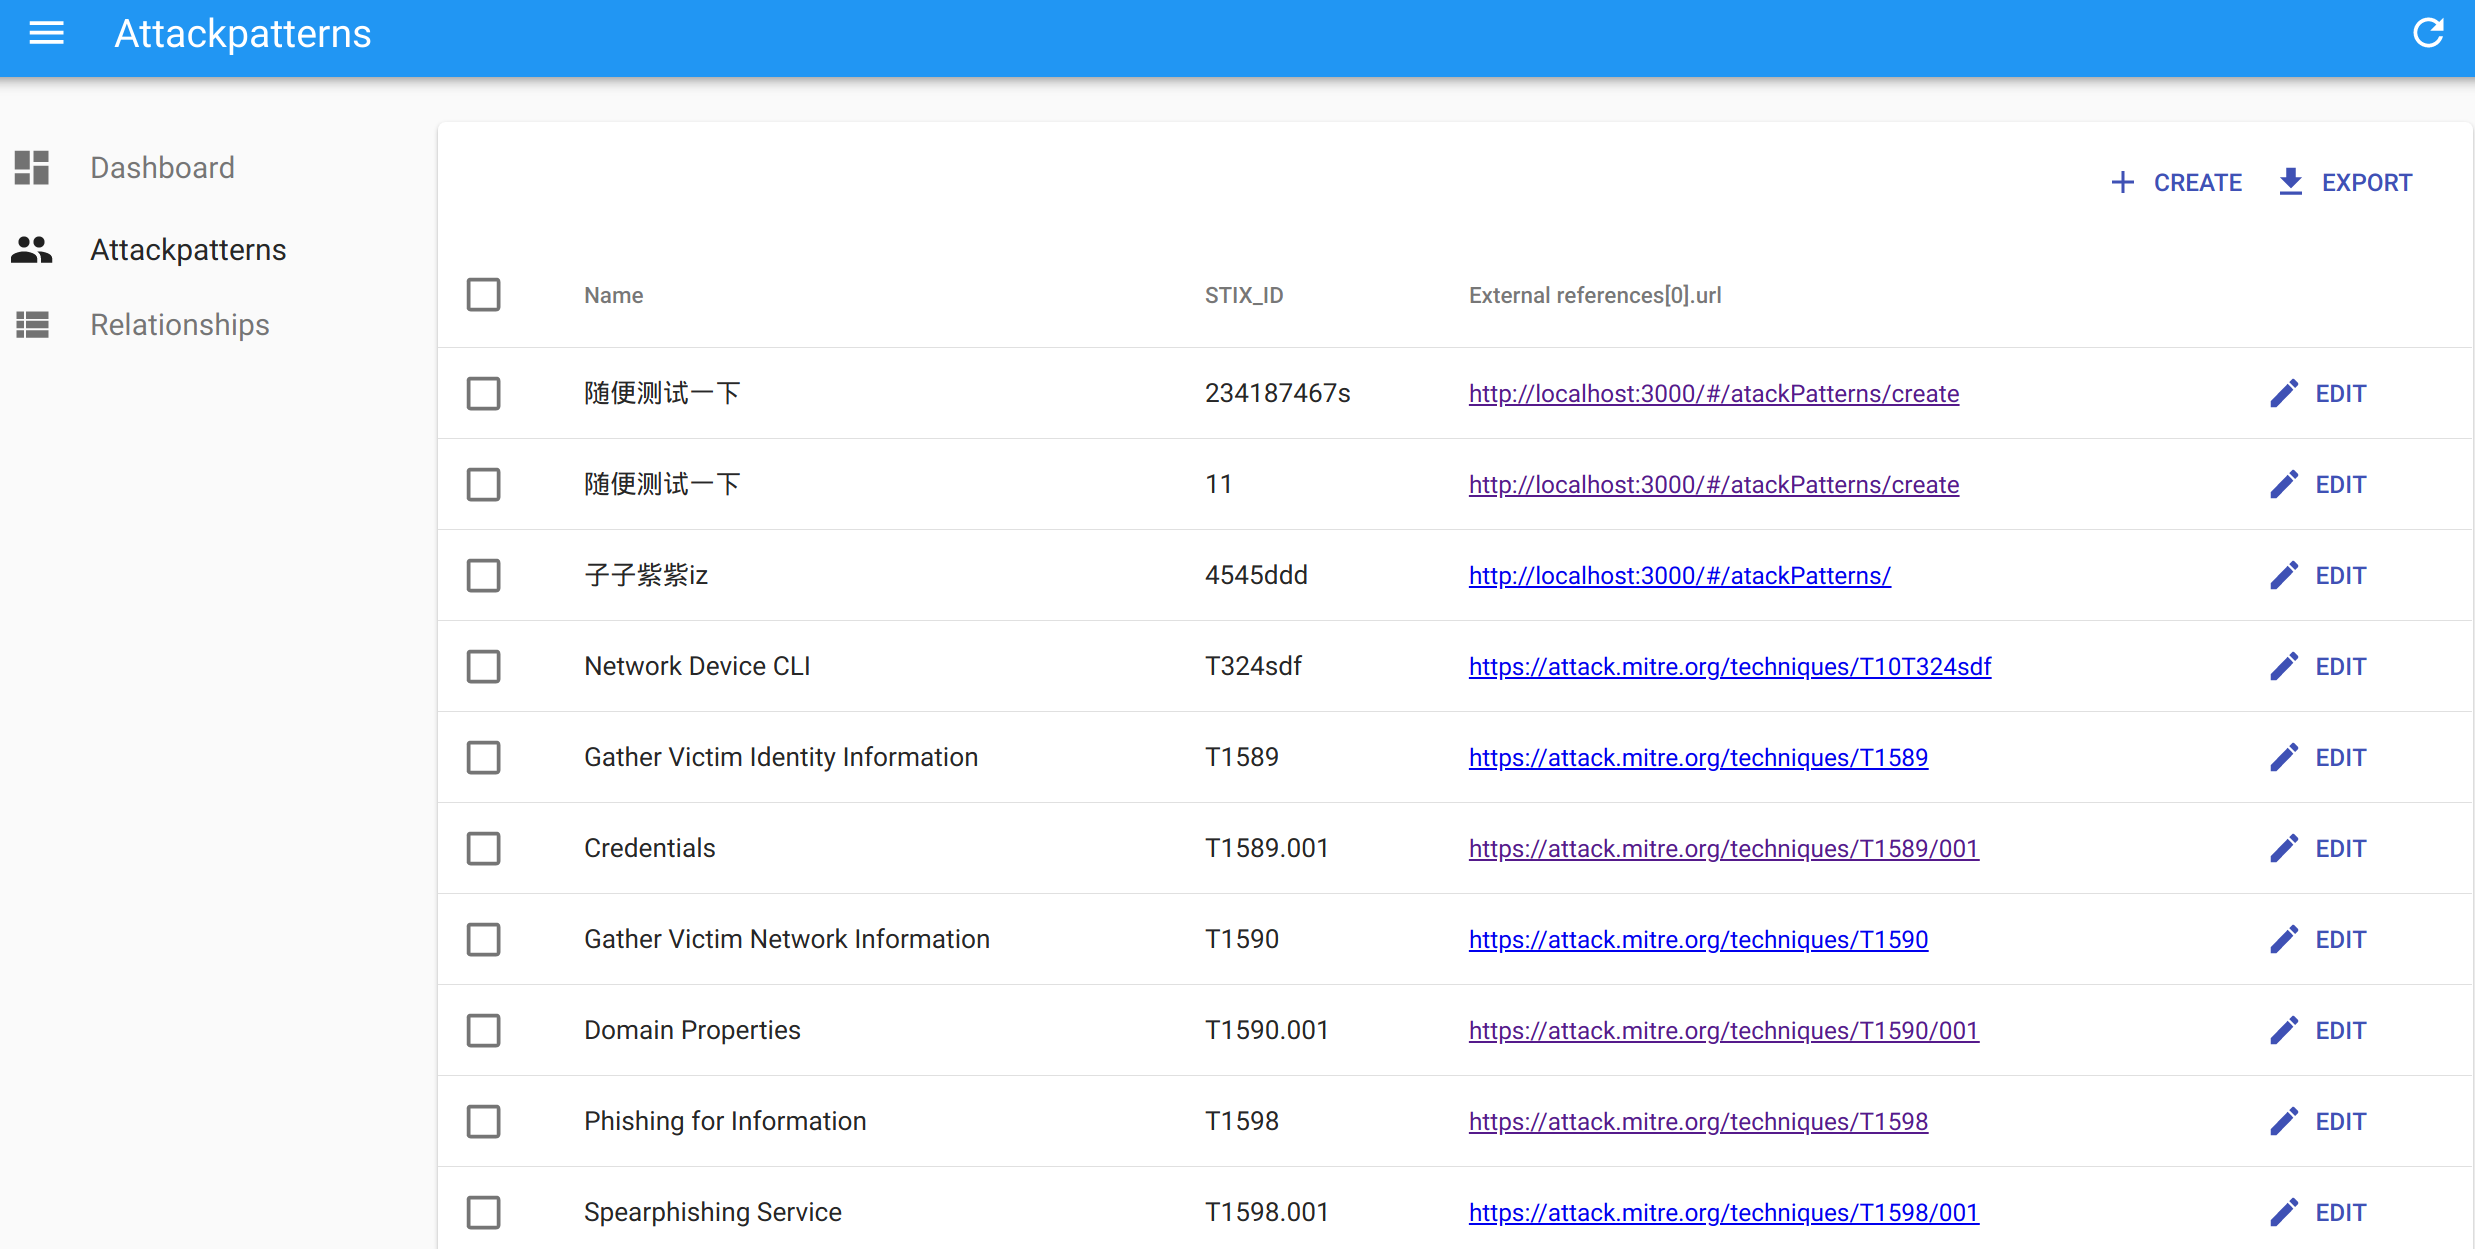 Attackpatterns
Dashboard
Attackpatterns
Relationships
CREATE EXPORT
Name STIX_ID External references[0].url
随便测试一下 234187467s http://localhost:3000/#/atackPatterns/create EDIT
随便测试一下 11 http://localhost:3000/#/atackPatterns/create EDIT
子子紫紫iz 4545ddd http://localhost:3000/#/atackPatterns/ EDIT
Network Device CLI T324sdf https://attack.mitre.org/techniques/T10T324sdf EDIT
Gather Victim Identity Information T1589 https://attack.mitre.org/techniques/T1589 EDIT
Credentials T1589.001 https://attack.mitre.org/techniques/T1589/001 EDIT
Gather Victim Network Information T1590 https://attack.mitre.org/techniques/T1590 EDIT
Domain Properties T1590.001 https://attack.mitre.org/techniques/T1590/001 EDIT
Phishing for Information T1598 https://attack.mitre.org/techniques/T1598 EDIT
Spearphishing Service T1598.001 https://attack.mitre.org/techniques/T1598/001 EDIT